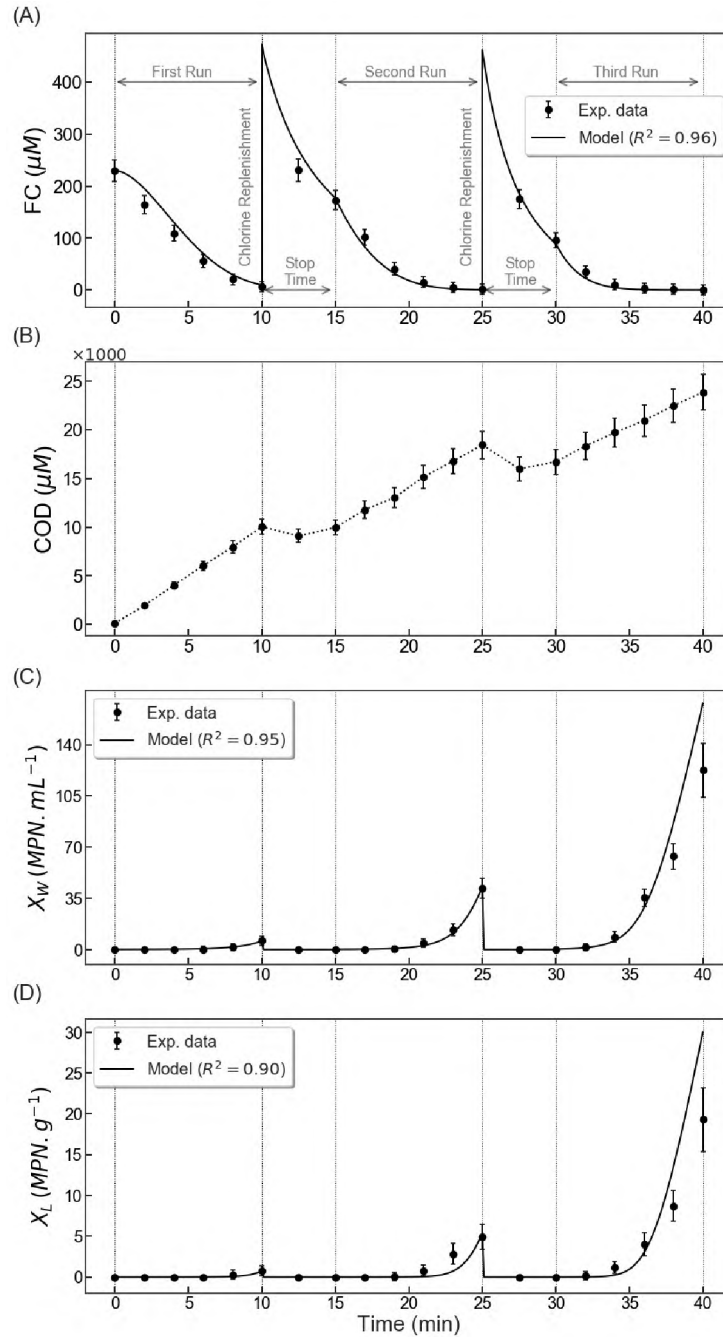 (A)
First Run
Second Run
Third Run
Chlorine Replenishment
Chlorine Replenishment
Exp. data
Model (R² = 0.96)
Stop
Time
Stop
Time
FC (μM)
400
300
200
100
0
0 5 10 15 20 25 30 35 40
(B)
×1000
COD (μM)
25
20
15
10
5
0
0 5 10 15 20 25 30 35 40
(C)
Exp. data
Model (R² = 0.95)
X_W (MPN. mL⁻¹)
140
105
70
35
0
0 5 10 15 20 25 30 35 40
(D)
Exp. data
Model (R² = 0.90)
X_L (MPN. g⁻¹)
30
25
20
15
10
5
0
0 5 10 15 20 25 30 35 40
Time (min)